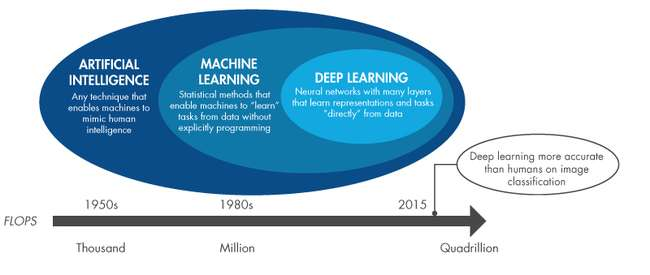 ARTIFICIAL
INTELLIGENCE
Any technique that
enables machines to
mimic human
intelligence
MACHINE
LEARNING
Statistical methods that
enable machines to "learn"
tasks from data without
explicitly programming
DEEP LEARNING
Neural networks with many layers
that learn representations and tasks
"directly" from data
Deep learning more accurate
than humans on image
classification
1950s
1980s
2015
FLOPS
Thousand
Million
Quadrillion